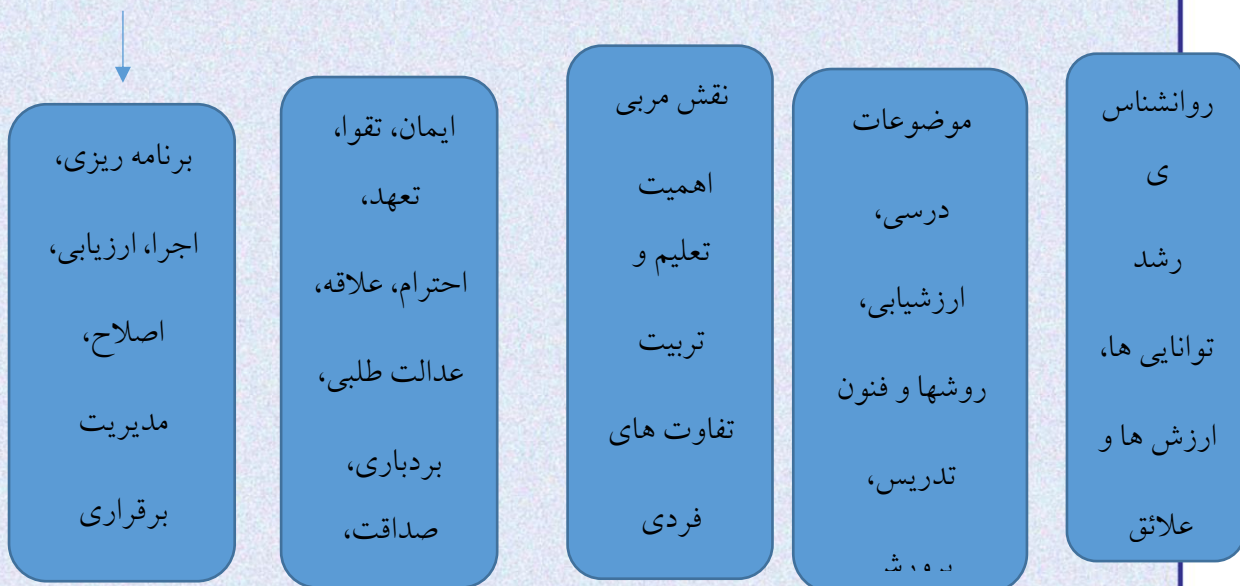 روانشناس
ی
رشد
توانایی ها،
ارزش ها و
علائق
موضوعات
درسی،
ارزشیابی،
روشها و فنون
تدریس،
نقش مربی
اهمیت
تعلیم و
تربیت
تفاوت های
فردی
ایمان، تقوا،
تعهد،
احترام، علاقه،
عدالت طلبی،
بردباری،
صداقت،
برنامه ریزی،
اجرا، ارزیابی،
اصلاح،
مدیریت
برقراری